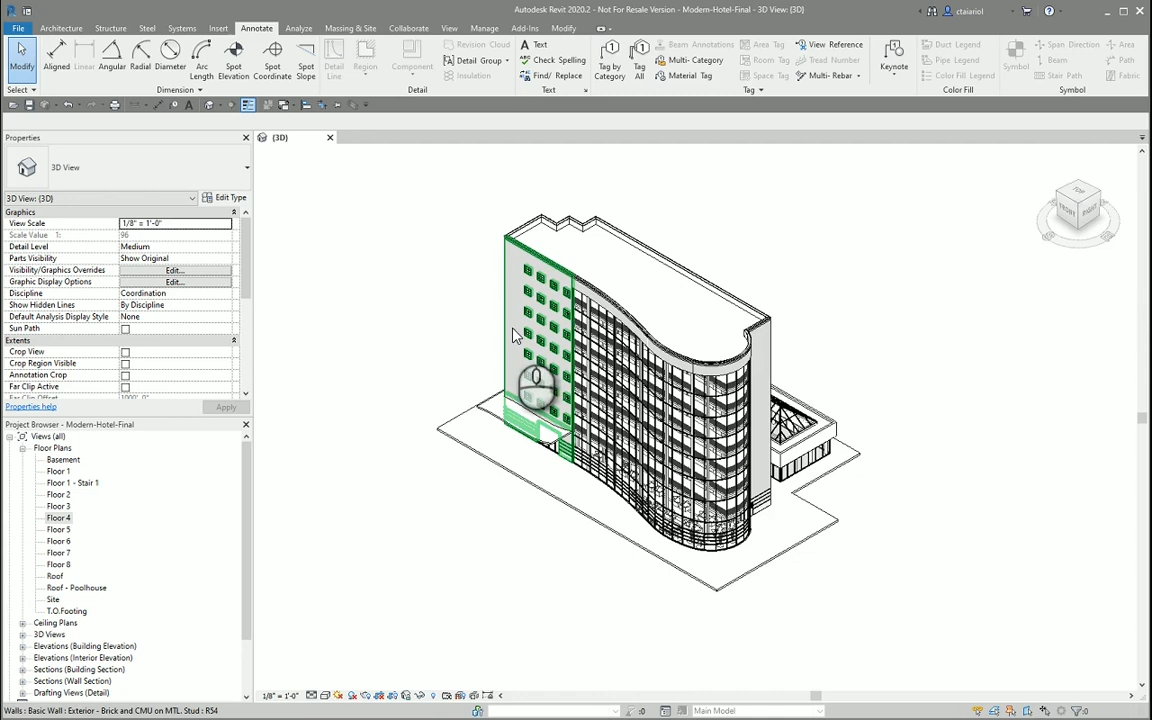 Autodesk Revit 2020.2 - Not For Resale Version - Modern-Hotel-Final - 3D View: {3D}
ctaiariol
File Architecture Structure Steel Systems Insert Annotate Analyze Massing & Site Collaborate View Manage Add-Ins Modify
Modify Aligned Linear Angular Radial Diameter Arc Length Spot Elevation Spot Coordinate Spot Slope
Detail Line Region Component Revision Cloud Detail Group Insulation
Text Check Spelling Find/ Replace
Tag by Category Tag All Beam Annotations Multi- Category Material Tag Area Tag Room Tag Space Tag View Reference Tread Number Multi- Rebar
Keynote Duct Legend Pipe Legend Color Fill Legend
Symbol Span Direction Beam Stair Path Area Path Fabric
Select Dimension Detail Text Tag Color Fill Symbol
Properties
{3D}
3D View
3D View: {3D} Edit Type
Graphics
View Scale 1/8" = 1'-0"
Scale Value 1: 96
Detail Level Medium
Parts Visibility Show Original
Visibility/Graphics Overrides Edit...
Graphic Display Options Edit...
Discipline Coordination
Show Hidden Lines By Discipline
Default Analysis Display Style None
Sun Path
Extents
Crop View
Crop Region Visible
Annotation Crop
Far Clip Active
Far Clip Offset 1000' 0"
Properties help Apply
Project Browser - Modern-Hotel-Final
Views (all)
Floor Plans
Basement
Floor 1
Floor 1 - Stair 1
Floor 2
Floor 3
Floor 4
Floor 5
Floor 6
Floor 7
Floor 8
Roof
Roof - Poolhouse
Site
T.O.Footing
Ceiling Plans
3D Views
Elevations (Building Elevation)
Elevations (Interior Elevation)
Sections (Building Section)
Sections (Wall Section)
Drafting Views (Detail)
TOP
FRONT RIGHT
1/8" = 1'-0"
Walls : Basic Wall : Exterior - Brick and CMU on MTL. Stud : R54
:0 Main Model :0